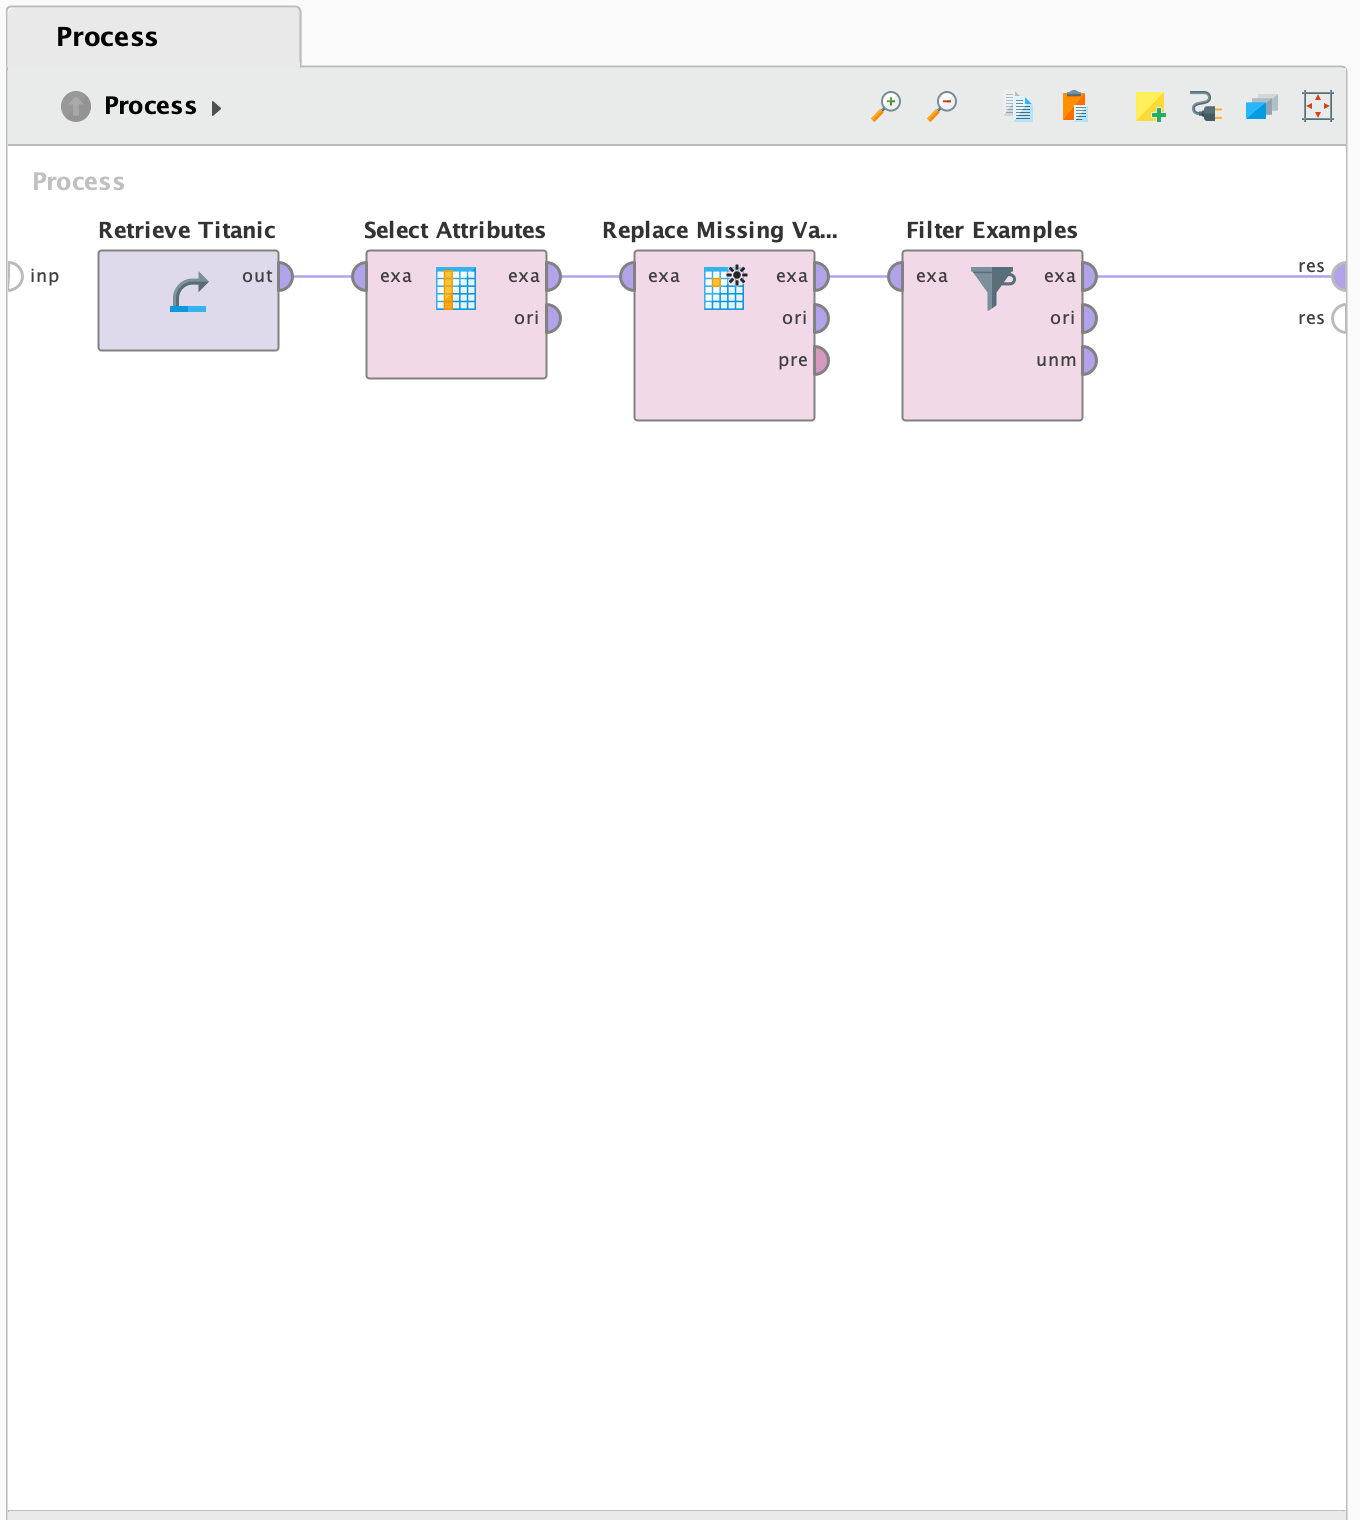 Process
Process
Process
Retrieve Titanic Select Attributes Replace Missing Va... Filter Examples
inp out exa exa exa exa exa exa res
ori ori ori res
pre unm